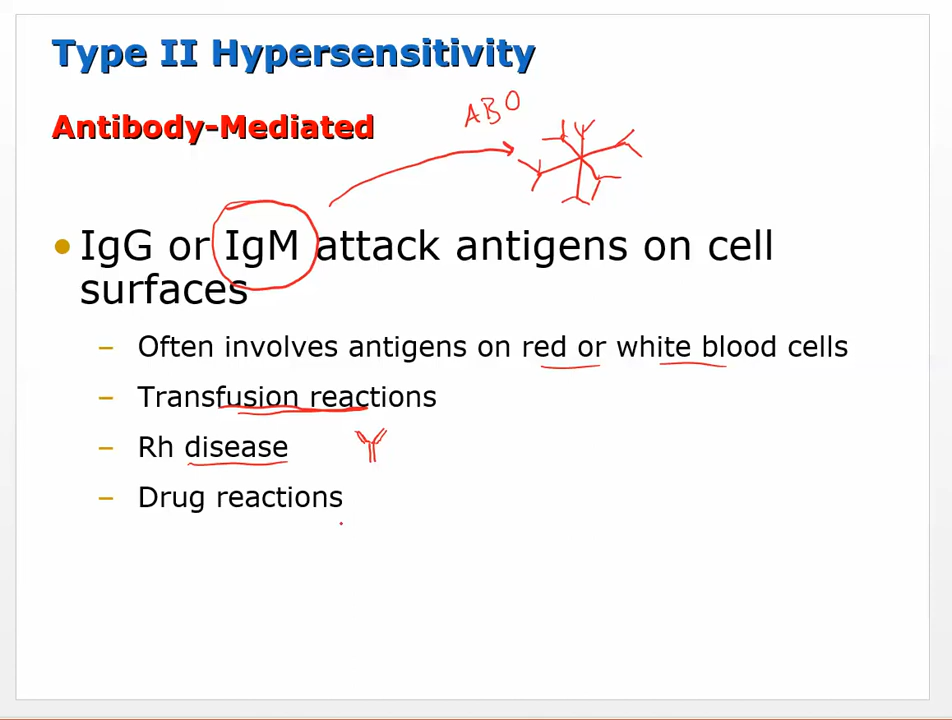 Type II Hypersensitivity
ABO
Antibody-Mediated
• IgG or IgM attack antigens on cell
surfaces
– Often involves antigens on red or white blood cells
– Transfusion reactions
– Rh disease
– Drug reactions